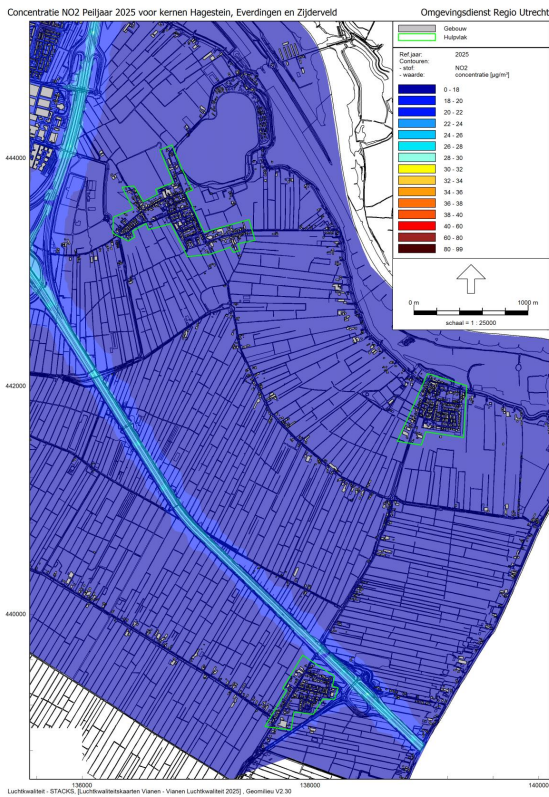 Concentratie NO2 Peiljaar 2025 voor kernen Hagestein, Everdingen en Zijderveld
Omgevingsdienst Regio Utrecht
Gebouw
Hulpvlak
Ref.jaar: 2025
Contouren:
- stof: NO2
- waarde: concentratie [µg/m³]
0 - 18
18 - 20
20 - 22
22 - 24
24 - 26
26 - 28
28 - 30
30 - 32
32 - 34
34 - 36
36 - 38
38 - 40
40 - 60
60 - 80
80 - 99
0 m 1000 m
schaal = 1 : 25000
444000
442000
440000
136000 138000 140000
Luchtkwaliteit - STACKS, [Luchtkwaliteitskaarten Vianen - Vianen Luchtkwaliteit 2025] , Geomilieu V2.30